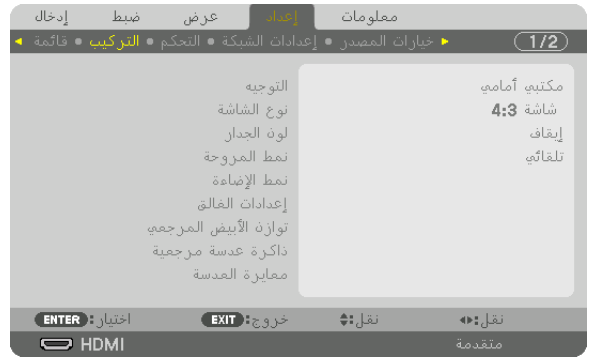 إدخال ضبط عرض إعداد معلومات
◄ قائمة • التركيب • التحكم • إعدادات الشبكة • خيارات المصدر ► 1/2
التوجيه مكتبي أمامي
نوع الشاشة شاشة 4:3
لون الجدار إيقاف
نمط المروحة تلقائي
نمط الإضاءة
إعدادات الغالق
توازن الأبيض المرجعي
ذاكرة عدسة مرجعية
معايرة العدسة
ENTER :اختيار EXIT :خروج نقل:♦ نقل:◄►
HDMI متقدمة